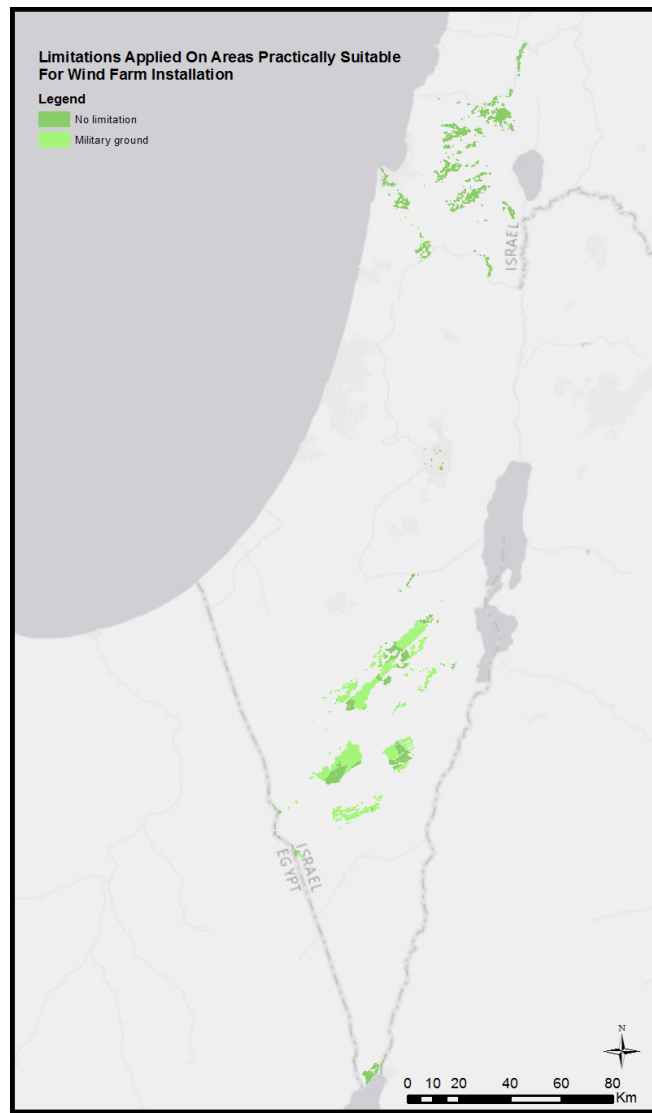 Limitations Applied On Areas Practically Suitable
For Wind Farm Installation
Legend
No limitation
Military ground
ISRAEL
ISRAEL
EGYPT
N
0 10 20 40 60 80
Km